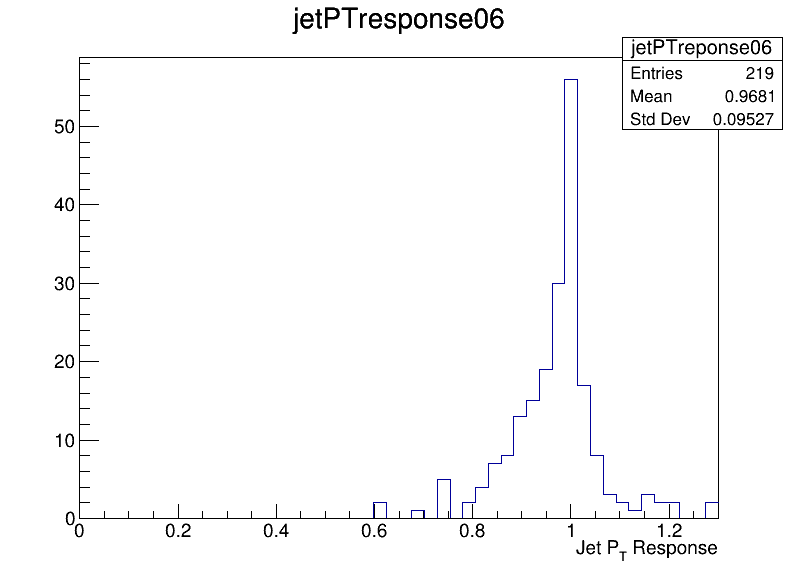 jetPTresponse06
jetPTreponse06
Entries 219
Mean 0.9681
Std Dev 0.09527
50
40
30
20
10
0
0 0.2 0.4 0.6 0.8 1 1.2
Jet P_T Response